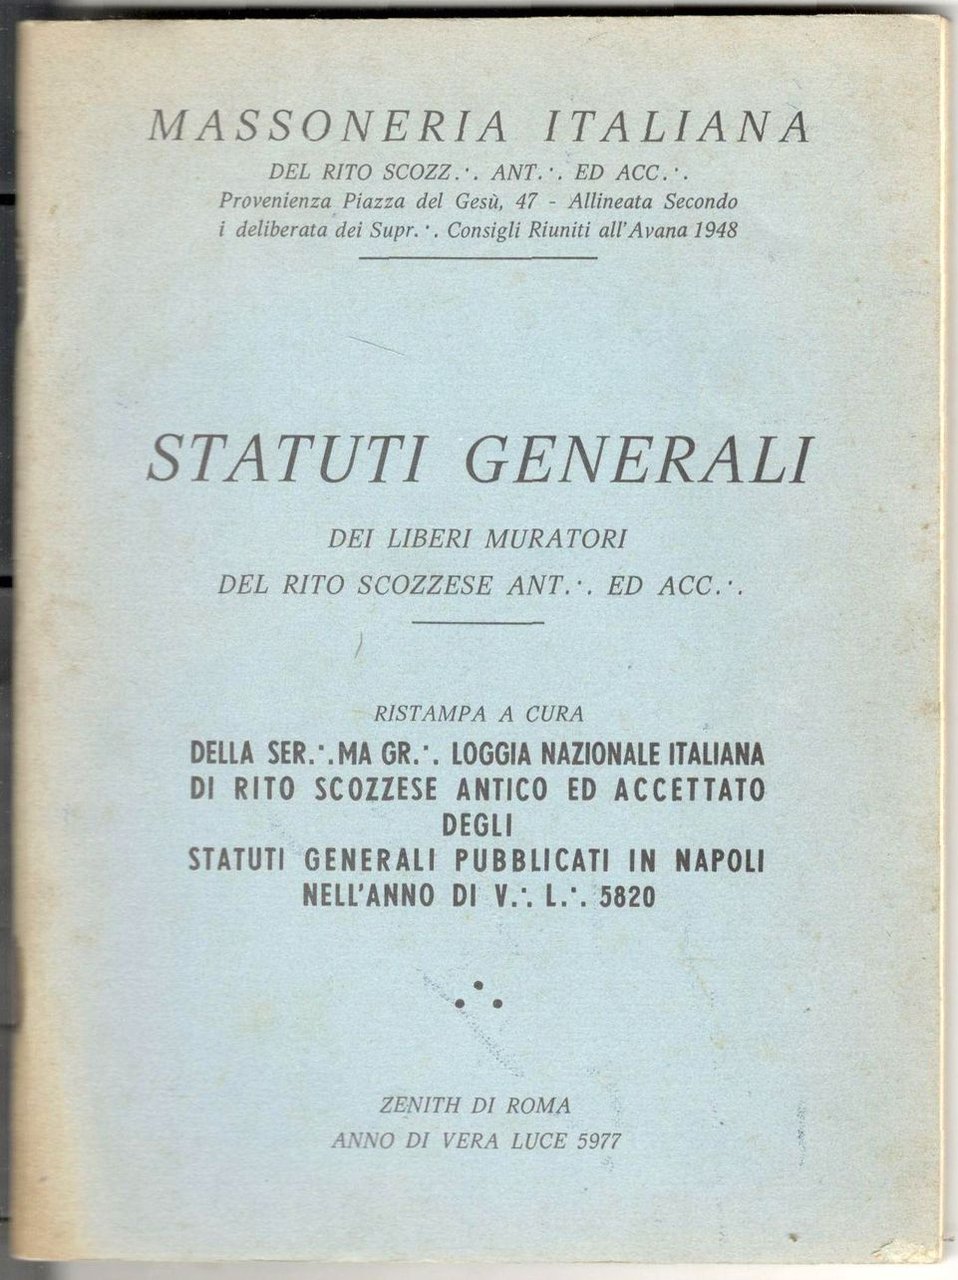 MASSONERIA ITALIANA
DEL RITO SCOZZ.·. ANT.·. ED ACC.·.
Provenienza Piazza del Gesù, 47 - Allineata Secondo
i deliberata dei Supr.·. Consigli Riuniti all'Avana 1948
STATUTI GENERALI
DEI LIBERI MURATORI
DEL RITO SCOZZESE ANT.·. ED ACC.·.
RISTAMPA A CURA
DELLA SER.·.MA GR.·. LOGGIA NAZIONALE ITALIANA
DI RITO SCOZZESE ANTICO ED ACCETTATO
DEGLI
STATUTI GENERALI PUBBLICATI IN NAPOLI
NELL'ANNO DI V.·. L.·. 5820
ZENITH DI ROMA
ANNO DI VERA LUCE 5977